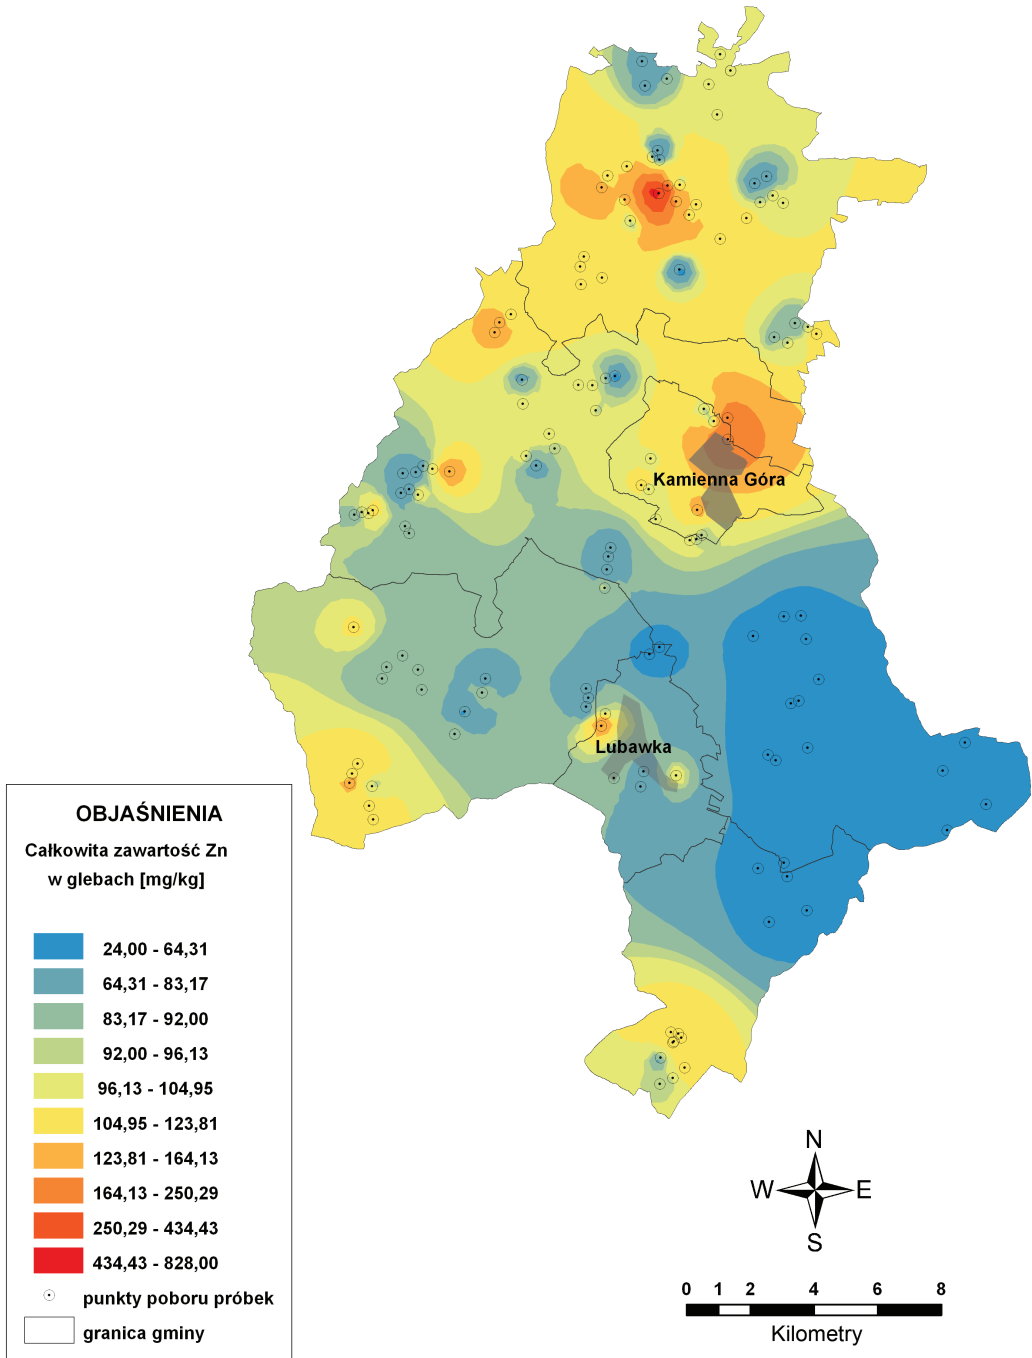 Kamienna Góra
Lubawka
OBJAŚNIENIA
Całkowita zawartość Zn
w glebach [mg/kg]
24,00 - 64,31
64,31 - 83,17
83,17 - 92,00
92,00 - 96,13
96,13 - 104,95
104,95 - 123,81
123,81 - 164,13
164,13 - 250,29
250,29 - 434,43
434,43 - 828,00
punkty poboru próbek
granica gminy
N
W E
S
0 1 2 4 6 8
Kilometry